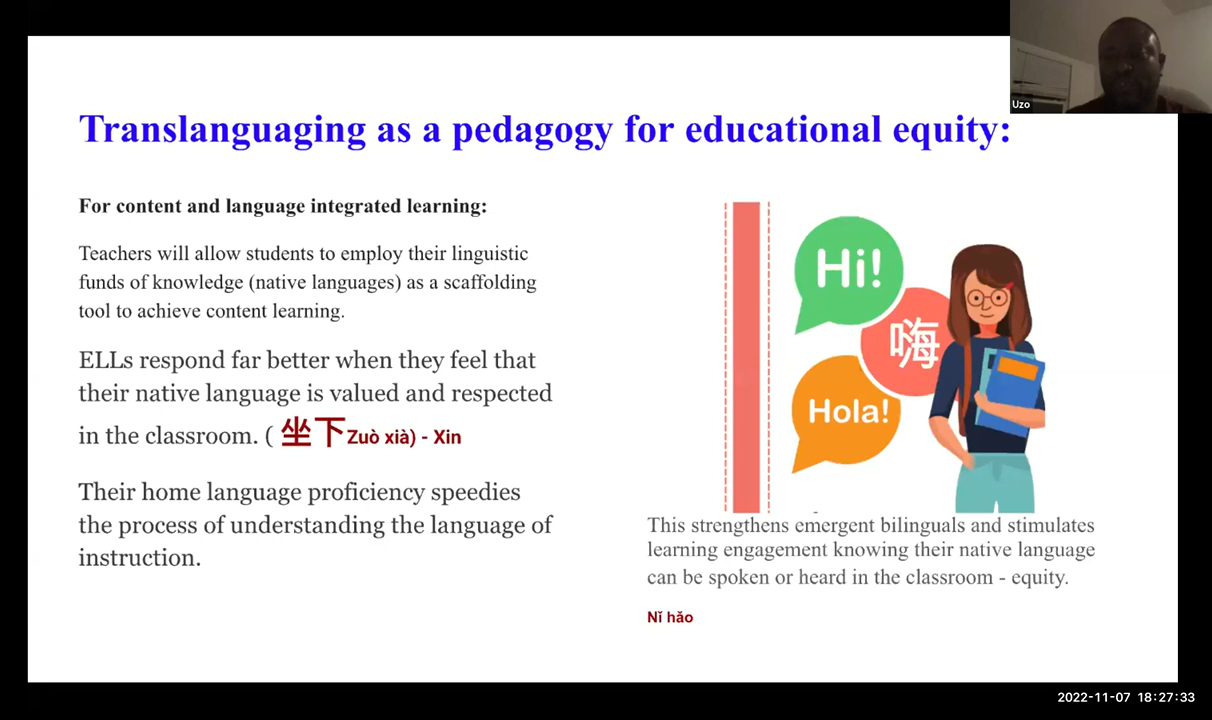 Uzo
Translanguaging as a pedagogy for educational equity:
For content and language integrated learning:
Teachers will allow students to employ their linguistic
funds of knowledge (native languages) as a scaffolding
tool to achieve content learning.
ELLs respond far better when they feel that
their native language is valued and respected
in the classroom. ( 坐下Zuò xià) - Xin
Their home language proficiency speedies
the process of understanding the language of
instruction.
Hi!
嗨
Hola!
This strengthens emergent bilinguals and stimulates
learning engagement knowing their native language
can be spoken or heard in the classroom - equity.
Nǐ hǎo
2022-11-07 18:27:33